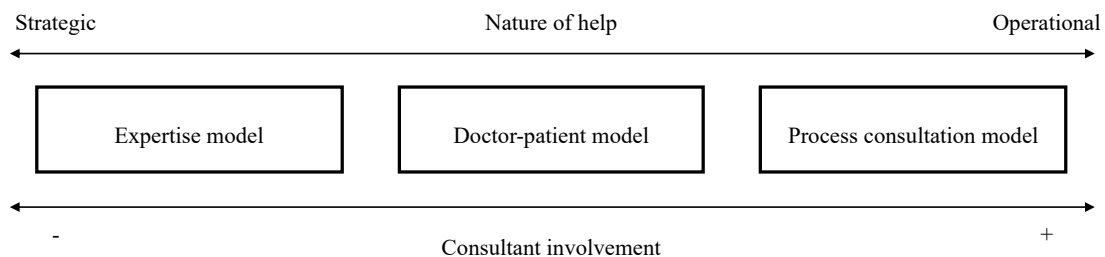 Strategic Nature of help Operational
Expertise model Doctor-patient model Process consultation model
- +
Consultant involvement